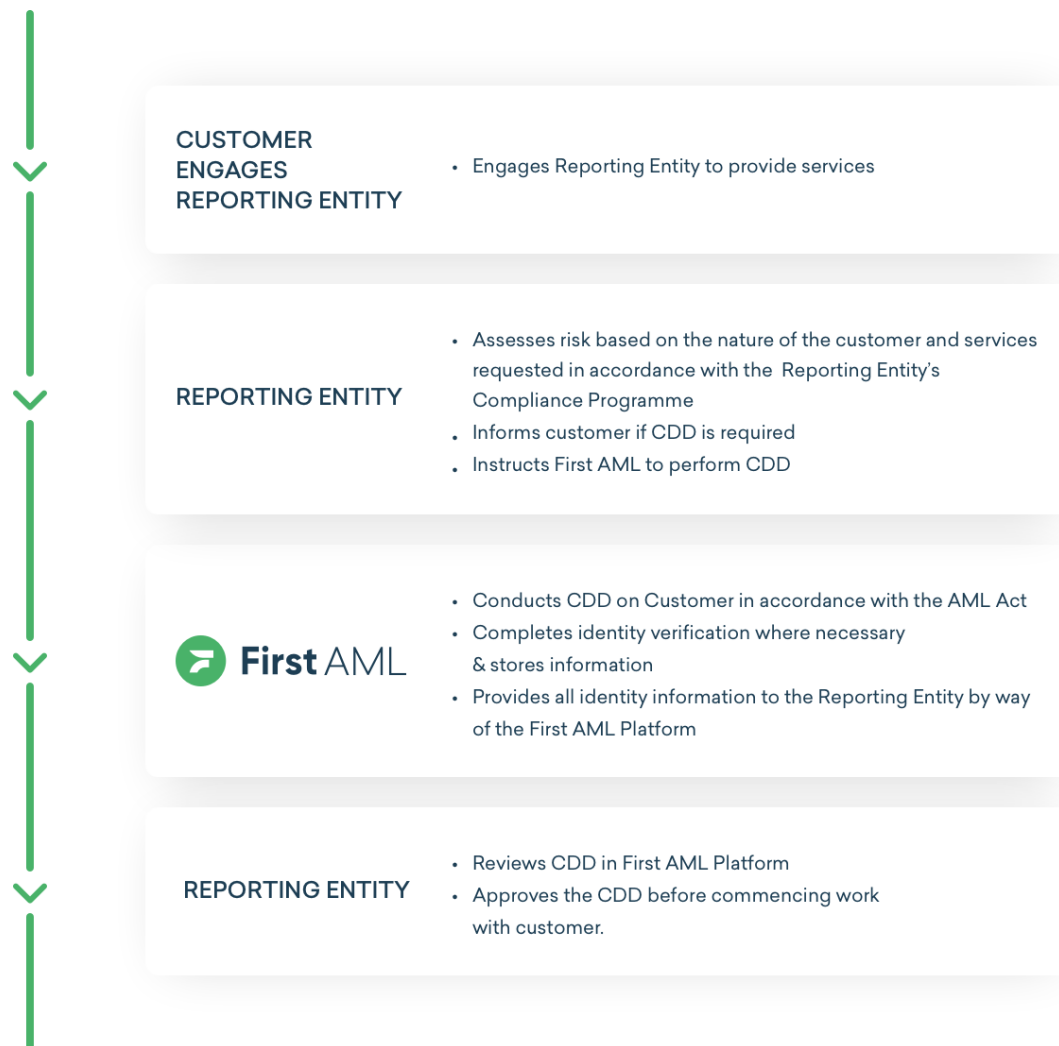 CUSTOMER
ENGAGES
REPORTING ENTITY
• Engages Reporting Entity to provide services
REPORTING ENTITY
• Assesses risk based on the nature of the customer and services
requested in accordance with the  Reporting Entity’s
Compliance Programme
• Informs customer if CDD is required
• Instructs First AML to perform CDD
First AML
• Conducts CDD on Customer in accordance with the AML Act
• Completes identity verification where necessary
& stores information
• Provides all identity information to the Reporting Entity by way
of the First AML Platform
REPORTING ENTITY
• Reviews CDD in First AML Platform
• Approves the CDD before commencing work
with customer.